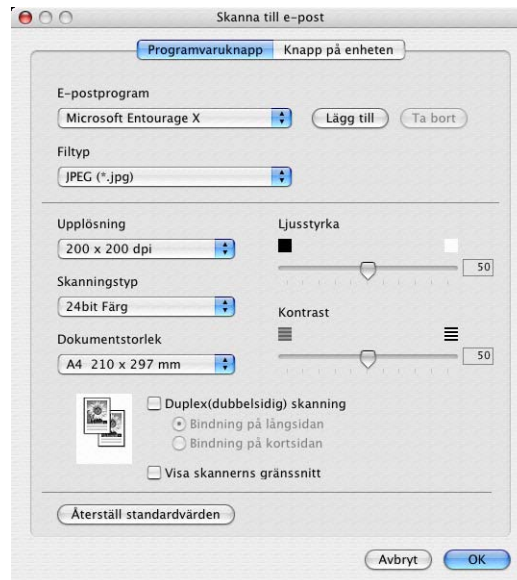 Skanna till e-post
Programvaruknapp Knapp på enheten
E-postprogram
Microsoft Entourage X Lägg till Ta bort
Filtyp
JPEG (*.jpg)
Upplösning Ljusstyrka
200 x 200 dpi
50
Skanningstyp
24bit Färg
Kontrast
Dokumentstorlek
A4 210 x 297 mm 50
Duplex(dubbelsidig) skanning
Bindning på långsidan
Bindning på kortsidan
Visa skannerns gränssnitt
Återställ standardvärden
Avbryt OK